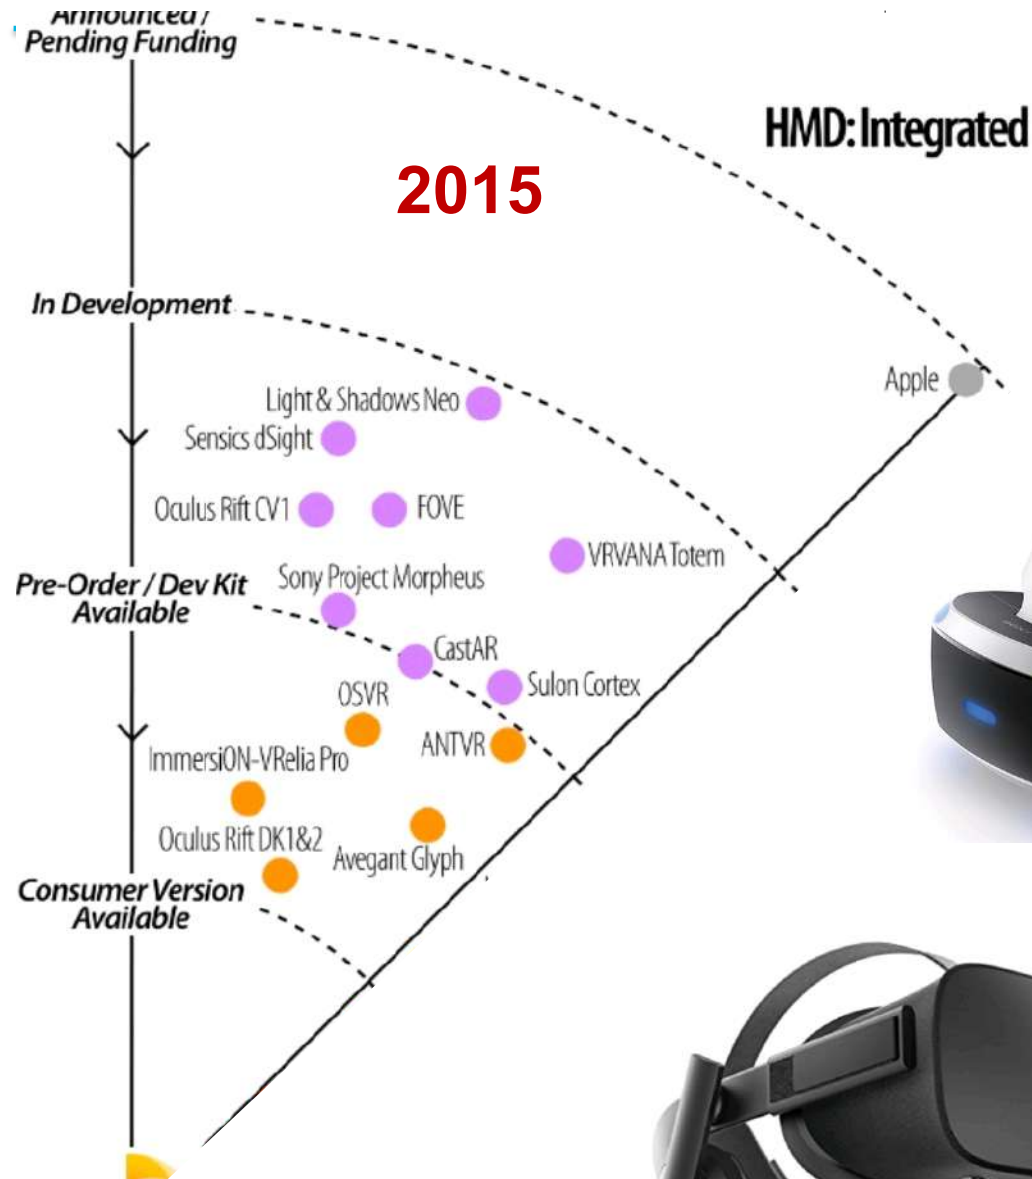 Announced /
Pending Funding
HMD: Integrated
2015
In Development
Apple
Light & Shadows Neo
Sensics dSight
Oculus Rift CV1
FOVE
VRVANA Totem
Sony Project Morpheus
Pre-Order / Dev Kit
Available
CastAR
Sulon Cortex
OSVR
ANTVR
ImmersiON-VRelia Pro
Oculus Rift DK1&2
Avegant Glyph
Consumer Version
Available